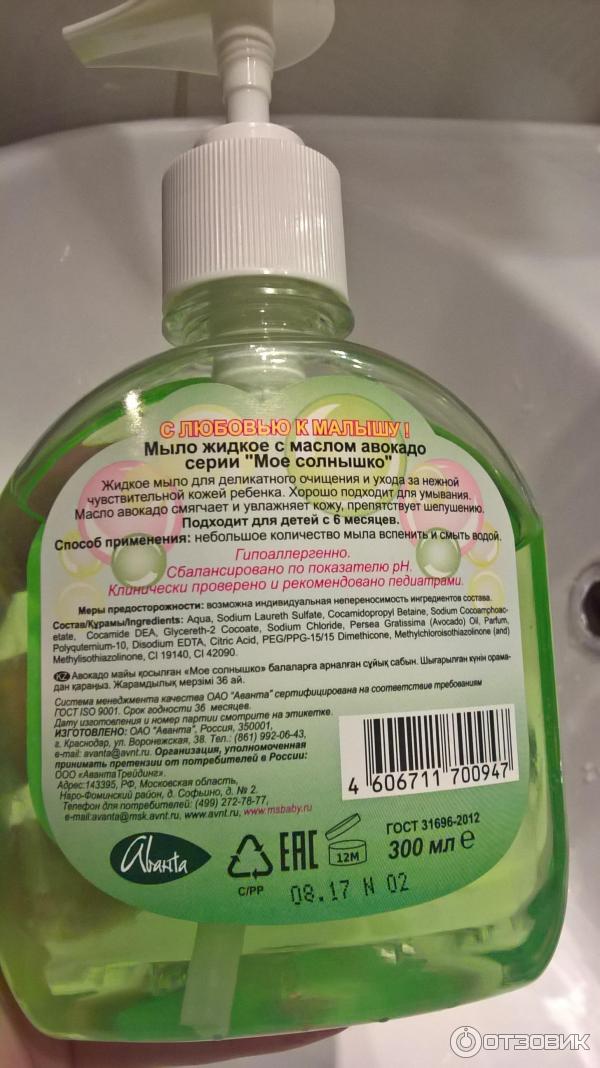 С ЛЮБОВЬЮ К МАЛЫШУ!
Мыло жидкое с маслом авокадо
серии "Мое солнышко"
Жидкое мыло для деликатного очищения и ухода за нежной
чувствительной кожей ребенка. Хорошо подходит для умывания.
Масло авокадо смягчает и увлажняет кожу, препятствует шелушению.
Подходит для детей с 6 месяцев.
Способ применения: небольшое количество мыла вспенить и смыть водой.
Гипоаллергенно.
Сбалансировано по показателю pH.
Клинически проверено и рекомендовано педиатрами.
Меры предосторожности: возможна индивидуальная непереносимость ингредиентов состава.
Состав/Құрамы/Ingredients: Aqua, Sodium Laureth Sulfate, Cocamidopropyl Betaine, Sodium Cocoamphoac-
etate, Cocamide DEA, Glycereth-2 Cocoate, Sodium Chloride, Persea Gratissima (Avocado) Oil, Parfum,
Polyquternium-10, Disodium EDTA, Citric Acid, PEG/PPG-15/15 Dimethicone, Methylchloroisothiazolinone (and)
Methylisothiazolinone, CI 19140, CI 42090.
KZ Авокадо майы қосылған «Мое солнышко» балаларға арналған сұйық сабын. Шығарылған күнін орама-
дан қараңыз. Жарамдылық мерзімі 36 ай.
Система менеджмента качества ОАО "Аванта" сертифицирована на соответствие требованиям
ГОСТ ISO 9001. Срок годности 36 месяцев.
Дату изготовления и номер партии смотрите на этикетке.
ИЗГОТОВЛЕНО: ОАО "Аванта", Россия, 350001,
г. Краснодар, ул. Воронежская, 38. Тел.: (861) 992-06-43,
e-mail: avanta@avnt.ru. Организация, уполномоченная
принимать претензии от потребителей в России:
ООО «АвантаТрейдинг».
Адрес:143395, РФ, Московская область,
Наро-Фоминский район, д. Софьино, д. № 2.
Телефон для потребителей: (499) 272-78-77,
e-mail:avanta@msk.avnt.ru, www.avnt.ru, www.msbaby.ru
4 606711 700947
Avanta
C/PP
EAC
12M
ГОСТ 31696-2012
300 мл e
08.17 N 02
ОТЗОВИК